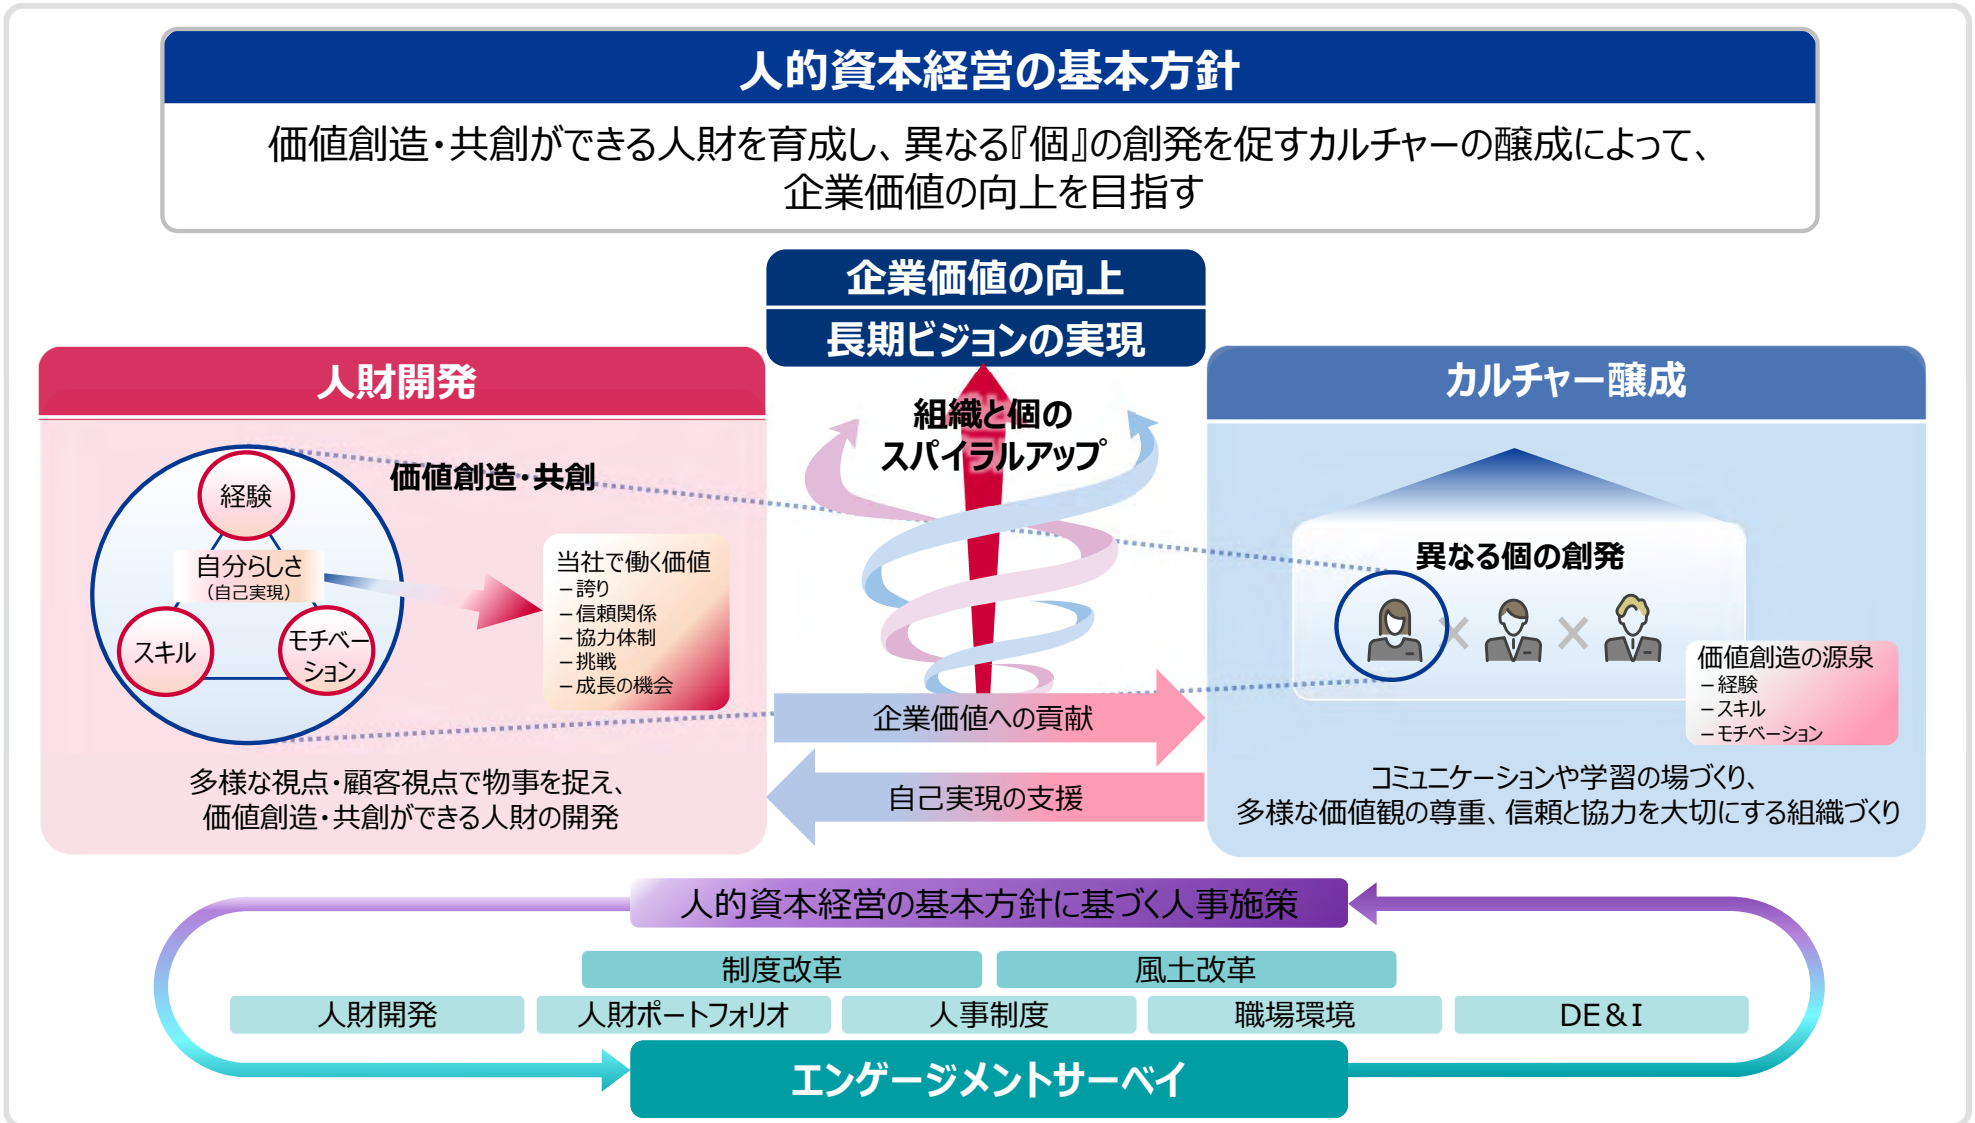 人的資本経営の基本方針
価値創造・共創ができる人財を育成し、異なる『個』の創発を促すカルチャーの醸成によって、
企業価値の向上を目指す
企業価値の向上
長期ビジョンの実現
組織と個の
スパイラルアップ
人財開発
価値創造・共創
経験
自分らしさ
（自己実現）
スキル
モチベー
ション
当社で働く価値
－誇り
－信頼関係
－協力体制
－挑戦
－成長の機会
多様な視点・顧客視点で物事を捉え、
価値創造・共創ができる人財の開発
企業価値への貢献
自己実現の支援
カルチャー醸成
異なる個の創発
価値創造の源泉
－経験
－スキル
－モチベーション
コミュニケーションや学習の場づくり、
多様な価値観の尊重、信頼と協力を大切にする組織づくり
人的資本経営の基本方針に基づく人事施策
制度改革
風土改革
人財開発
人財ポートフォリオ
人事制度
職場環境
DE＆I
エンゲージメントサーベイ